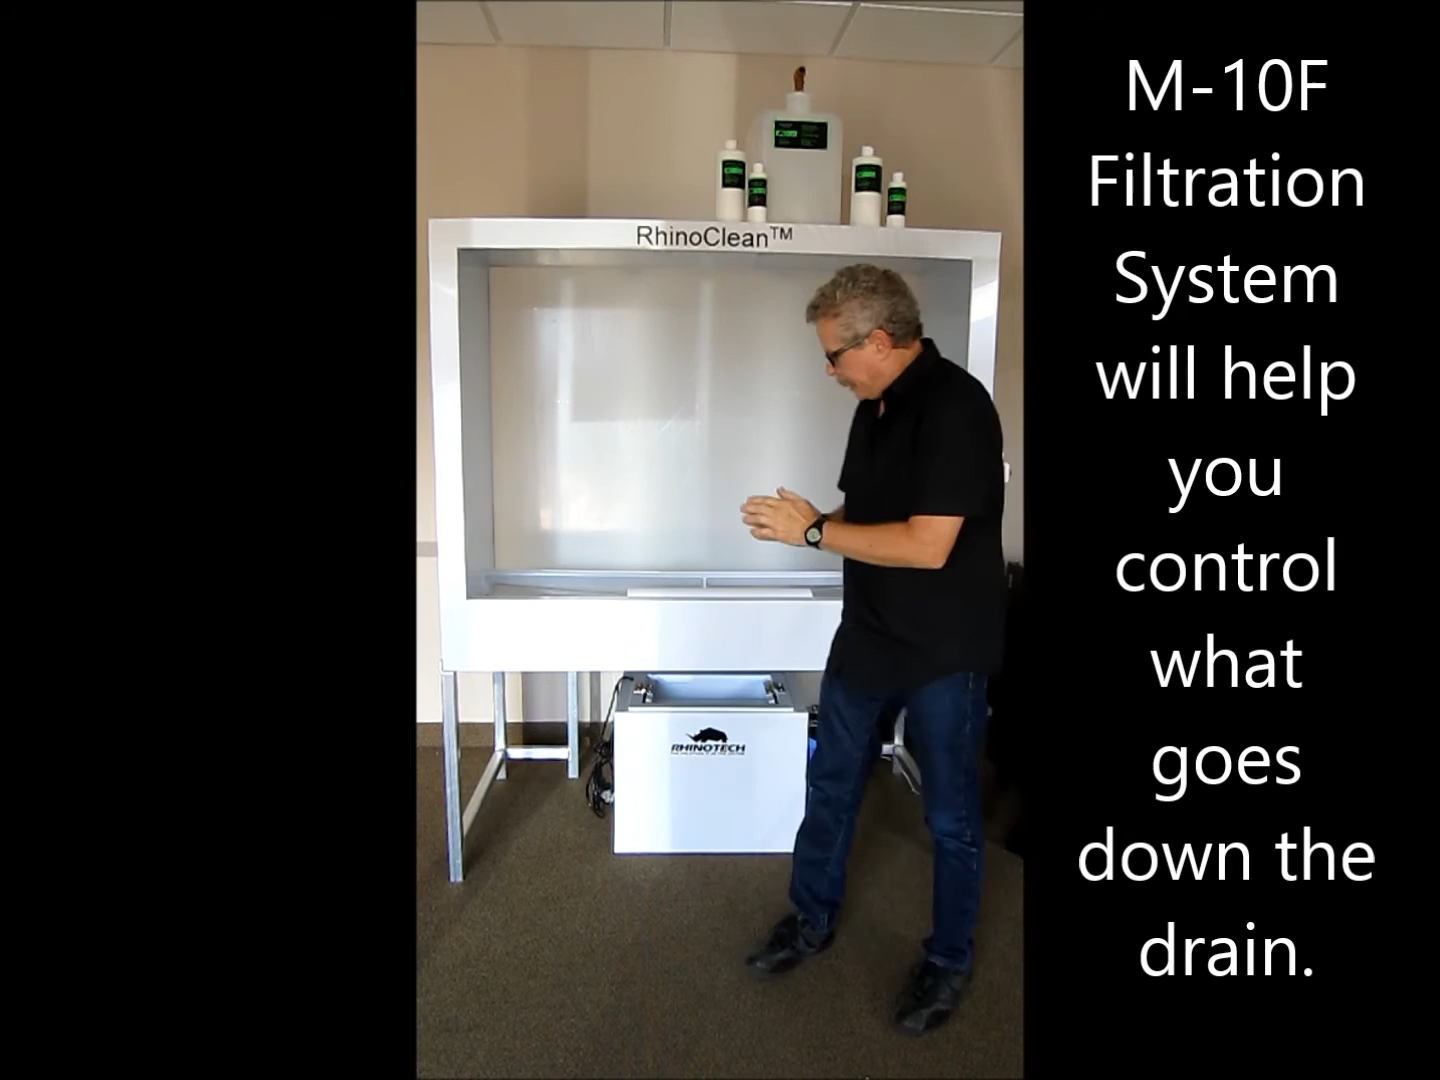 RhinoClean™
RHINOTECH
M-10F
Filtration
System
will help
you
control
what
goes
down the
drain.